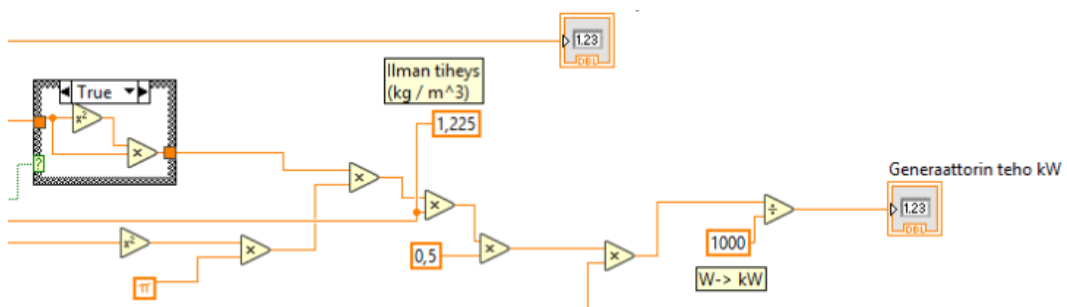 1.23
DBL
True
x²
x
?
Ilman tiheys
(kg / m^3)
1,225
x
x
x²
x
π
0,5
x
x
÷
1000
W-> kW
Generaattorin teho kW
1.23
DBL